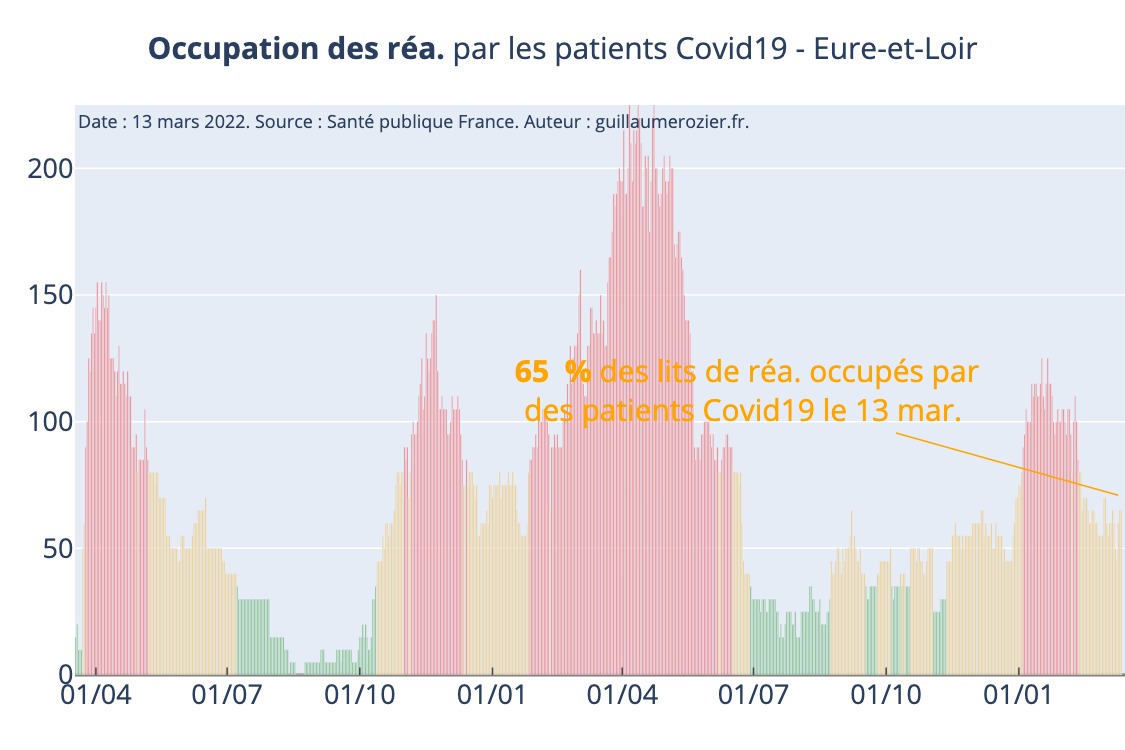 Occupation des réa. par les patients Covid19 - Eure-et-Loir
Date : 13 mars 2022. Source : Santé publique France. Auteur : guillaumerozier.fr.
200
150
65 % des lits de réa. occupés par
des patients Covid19 le 13 mar.
100
50
0
01/04 01/07 01/10 01/01 01/04 01/07 01/10 01/01